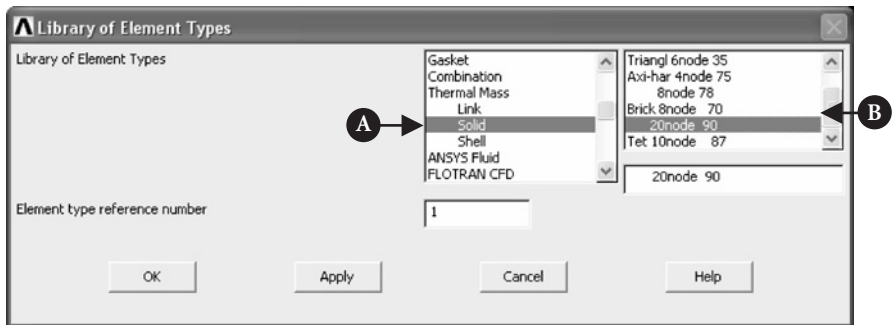 Library of Element Types
Library of Element Types
Gasket
Combination
Thermal Mass
Link
Solid
Shell
ANSYS Fluid
FLOTRAN CFD
Triangl 6node 35
Axi-har 4node 75
8node 78
Brick 8node 70
20node 90
Tet 10node 87
20node 90
A
B
Element type reference number
1
OK
Apply
Cancel
Help